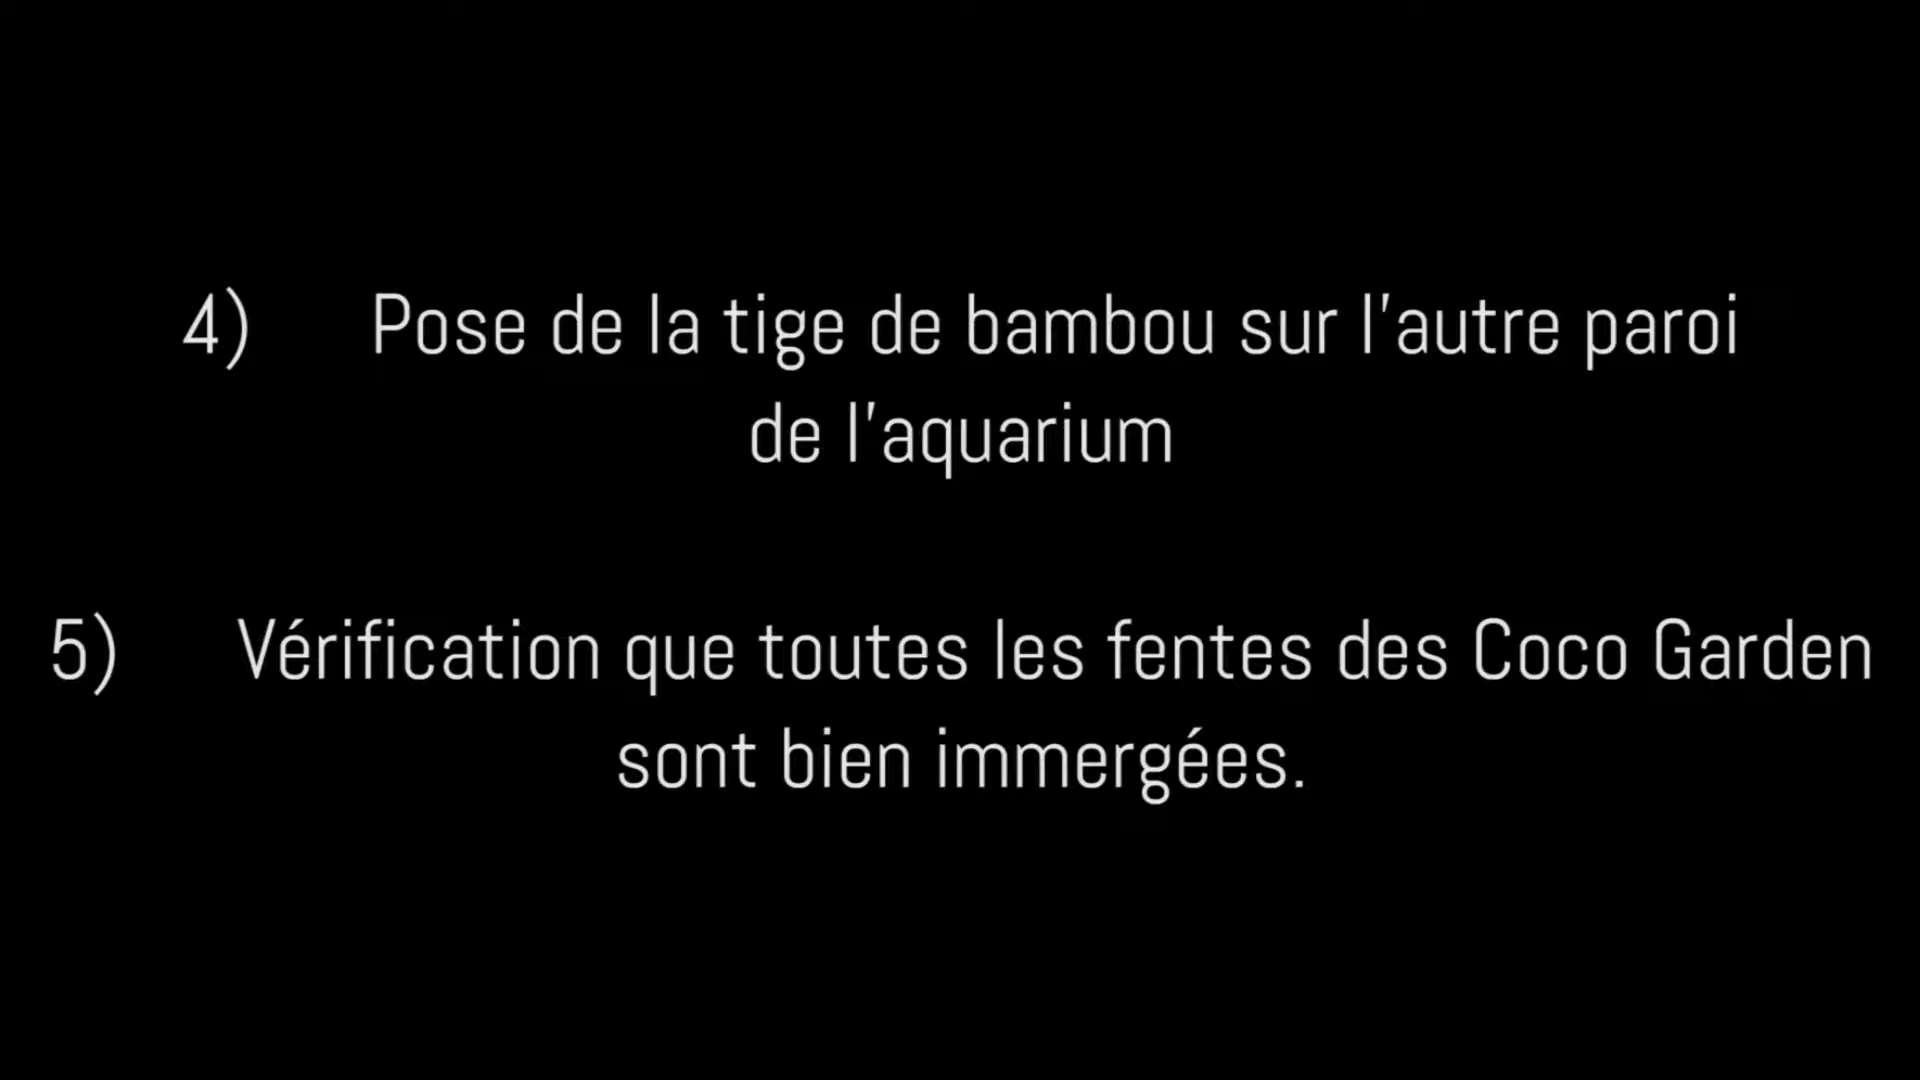 4) Pose de la tige de bambou sur l'autre paroi
de l'aquarium
5) Vérification que toutes les fentes des Coco Garden
sont bien immergées.